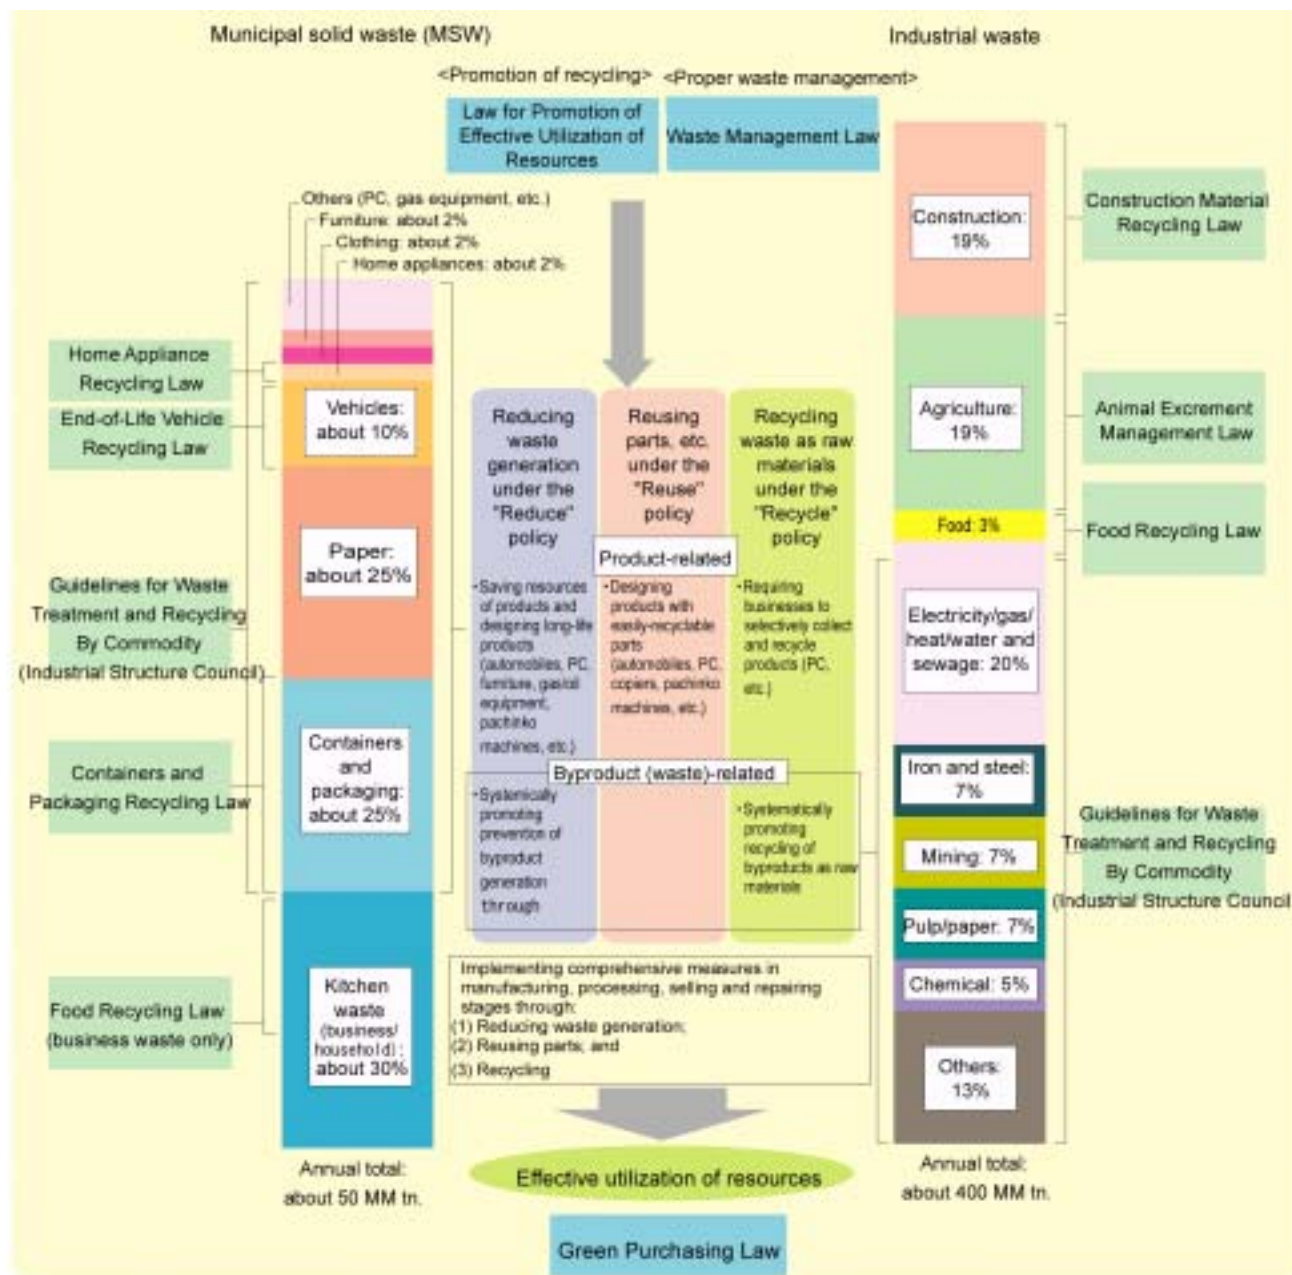 Municipal solid waste (MSW)
Industrial waste
<Promotion of recycling>
<Proper waste management>
Law for Promotion of
Effective Utilization of
Resources
Waste Management Law
Others (PC, gas equipment, etc.)
Furniture: about 2%
Clothing: about 2%
Home appliances: about 2%
Home Appliance
Recycling Law
End-of-Life Vehicle
Recycling Law
Guidelines for Waste
Treatment and Recycling
By Commodity
(Industrial Structure Council)
Containers and
Packaging Recycling Law
Food Recycling Law
(business waste only)
Vehicles:
about 10%
Paper:
about 25%
Containers
and
packaging:
about 25%
Kitchen
waste
(business/
household):
about 30%
Annual total:
about 50 MM tn.
Reducing
waste
generation
under the
"Reduce"
policy
Reusing
parts, etc.
under the
"Reuse"
policy
Recycling
waste as raw
materials
under the
"Recycle"
policy
Product-related
・Saving resources
of products and
designing long-life
products
(automobiles, PC,
furniture, gas/oil
equipment,
pachinko
machines, etc.)
・Designing
products with
easily-recyclable
parts
(automobiles, PC,
copiers, pachinko
machines, etc.)
・Requiring
businesses to
selectively collect
and recycle
products (PC,
etc.)
Byproduct (waste)-related
・Systemically
promoting
prevention of
byproduct
generation
through
・Systematically
promoting
recycling of
byproducts as raw
materials
Implementing comprehensive measures in
manufacturing, processing, selling and repairing
stages through:
(1) Reducing waste generation;
(2) Reusing parts; and
(3) Recycling
Effective utilization of resources
Green Purchasing Law
Construction:
19%
Agriculture:
19%
Food: 3%
Electricity/gas/
heat/water and
sewage: 20%
Iron and steel:
7%
Mining: 7%
Pulp/paper: 7%
Chemical: 5%
Others:
13%
Annual total:
about 400 MM tn.
Construction Material
Recycling Law
Animal Excrement
Management Law
Food Recycling Law
Guidelines for Waste
Treatment and Recycling
By Commodity
(Industrial Structure Council